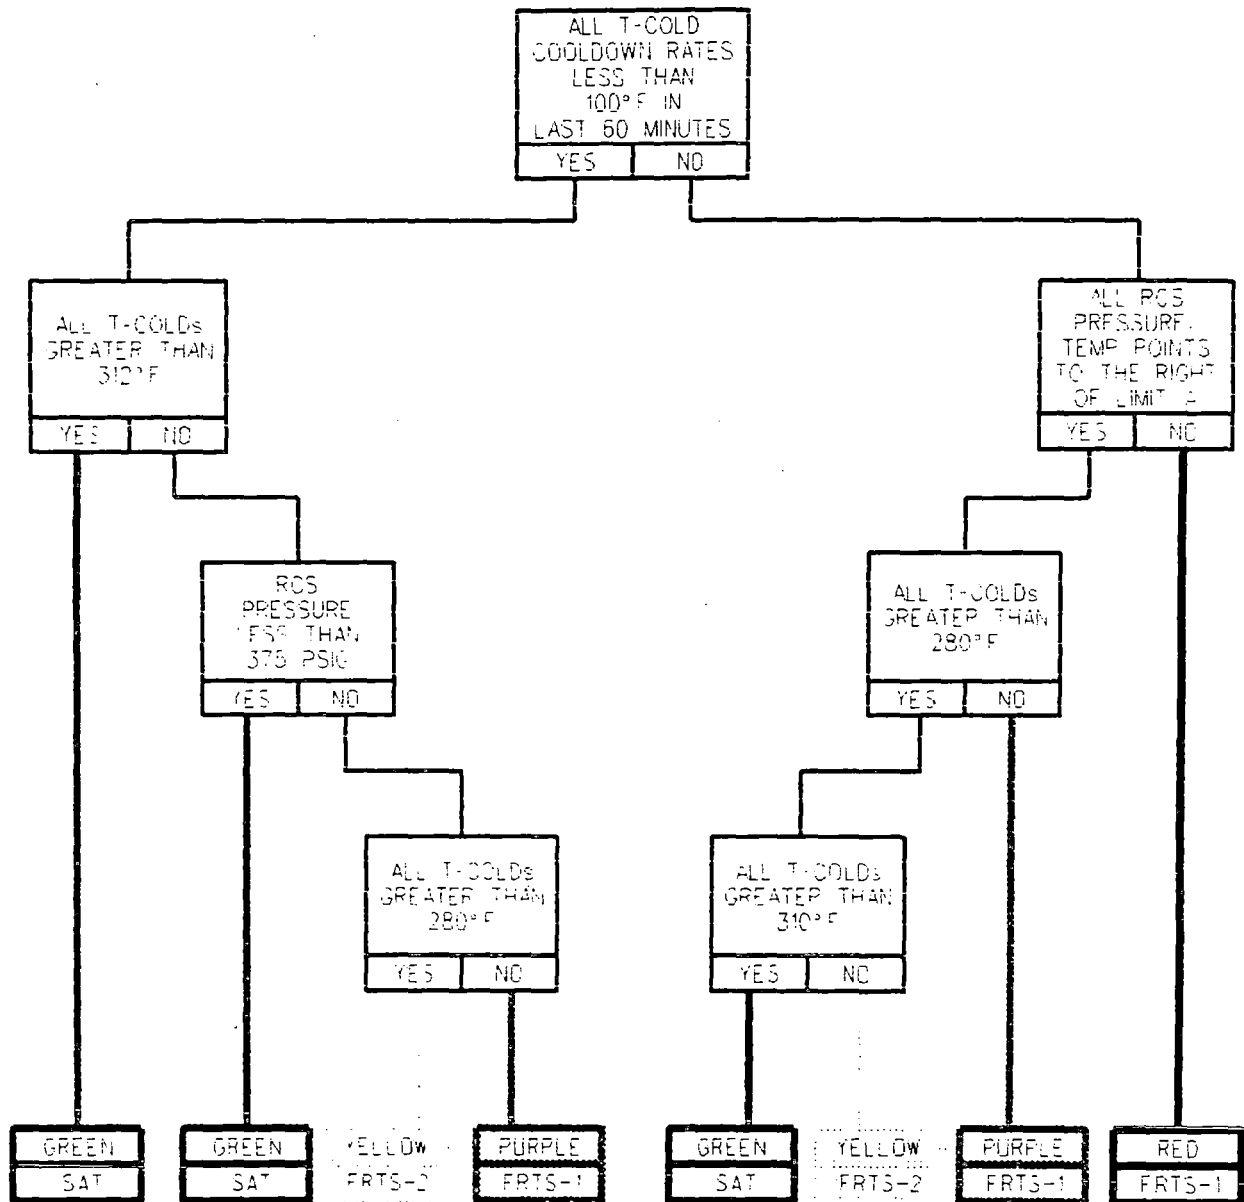 ALL T-COLD
COOLDOWN RATES
LESS THAN
100°F IN
LAST 60 MINUTES
YES NO
ALL T-COLDs
GREATER THAN
312°F
YES NO
ALL RCS
PRESSURE-
TEMP POINTS
TO THE RIGHT
OF LIMIT A
YES NO
RCS
PRESSURE
LESS THAN
375 PSIG
YES NO
ALL T-COLDs
GREATER THAN
280°F
YES NO
ALL T-COLDs
GREATER THAN
280°F
YES NO
ALL T-COLDs
GREATER THAN
310°F
YES NO
GREEN
SAT
GREEN
SAT
YELLOW
FRTS-2
PURPLE
FRTS-1
GREEN
SAT
YELLOW
FRTS-2
PURPLE
FRTS-1
RED
FRTS-1